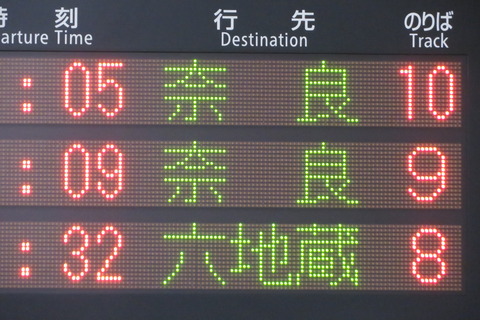 時刻 行先 のりば
arture Time Destination Track
:05 奈良 10
:09 奈良 9
:32 六地蔵 8